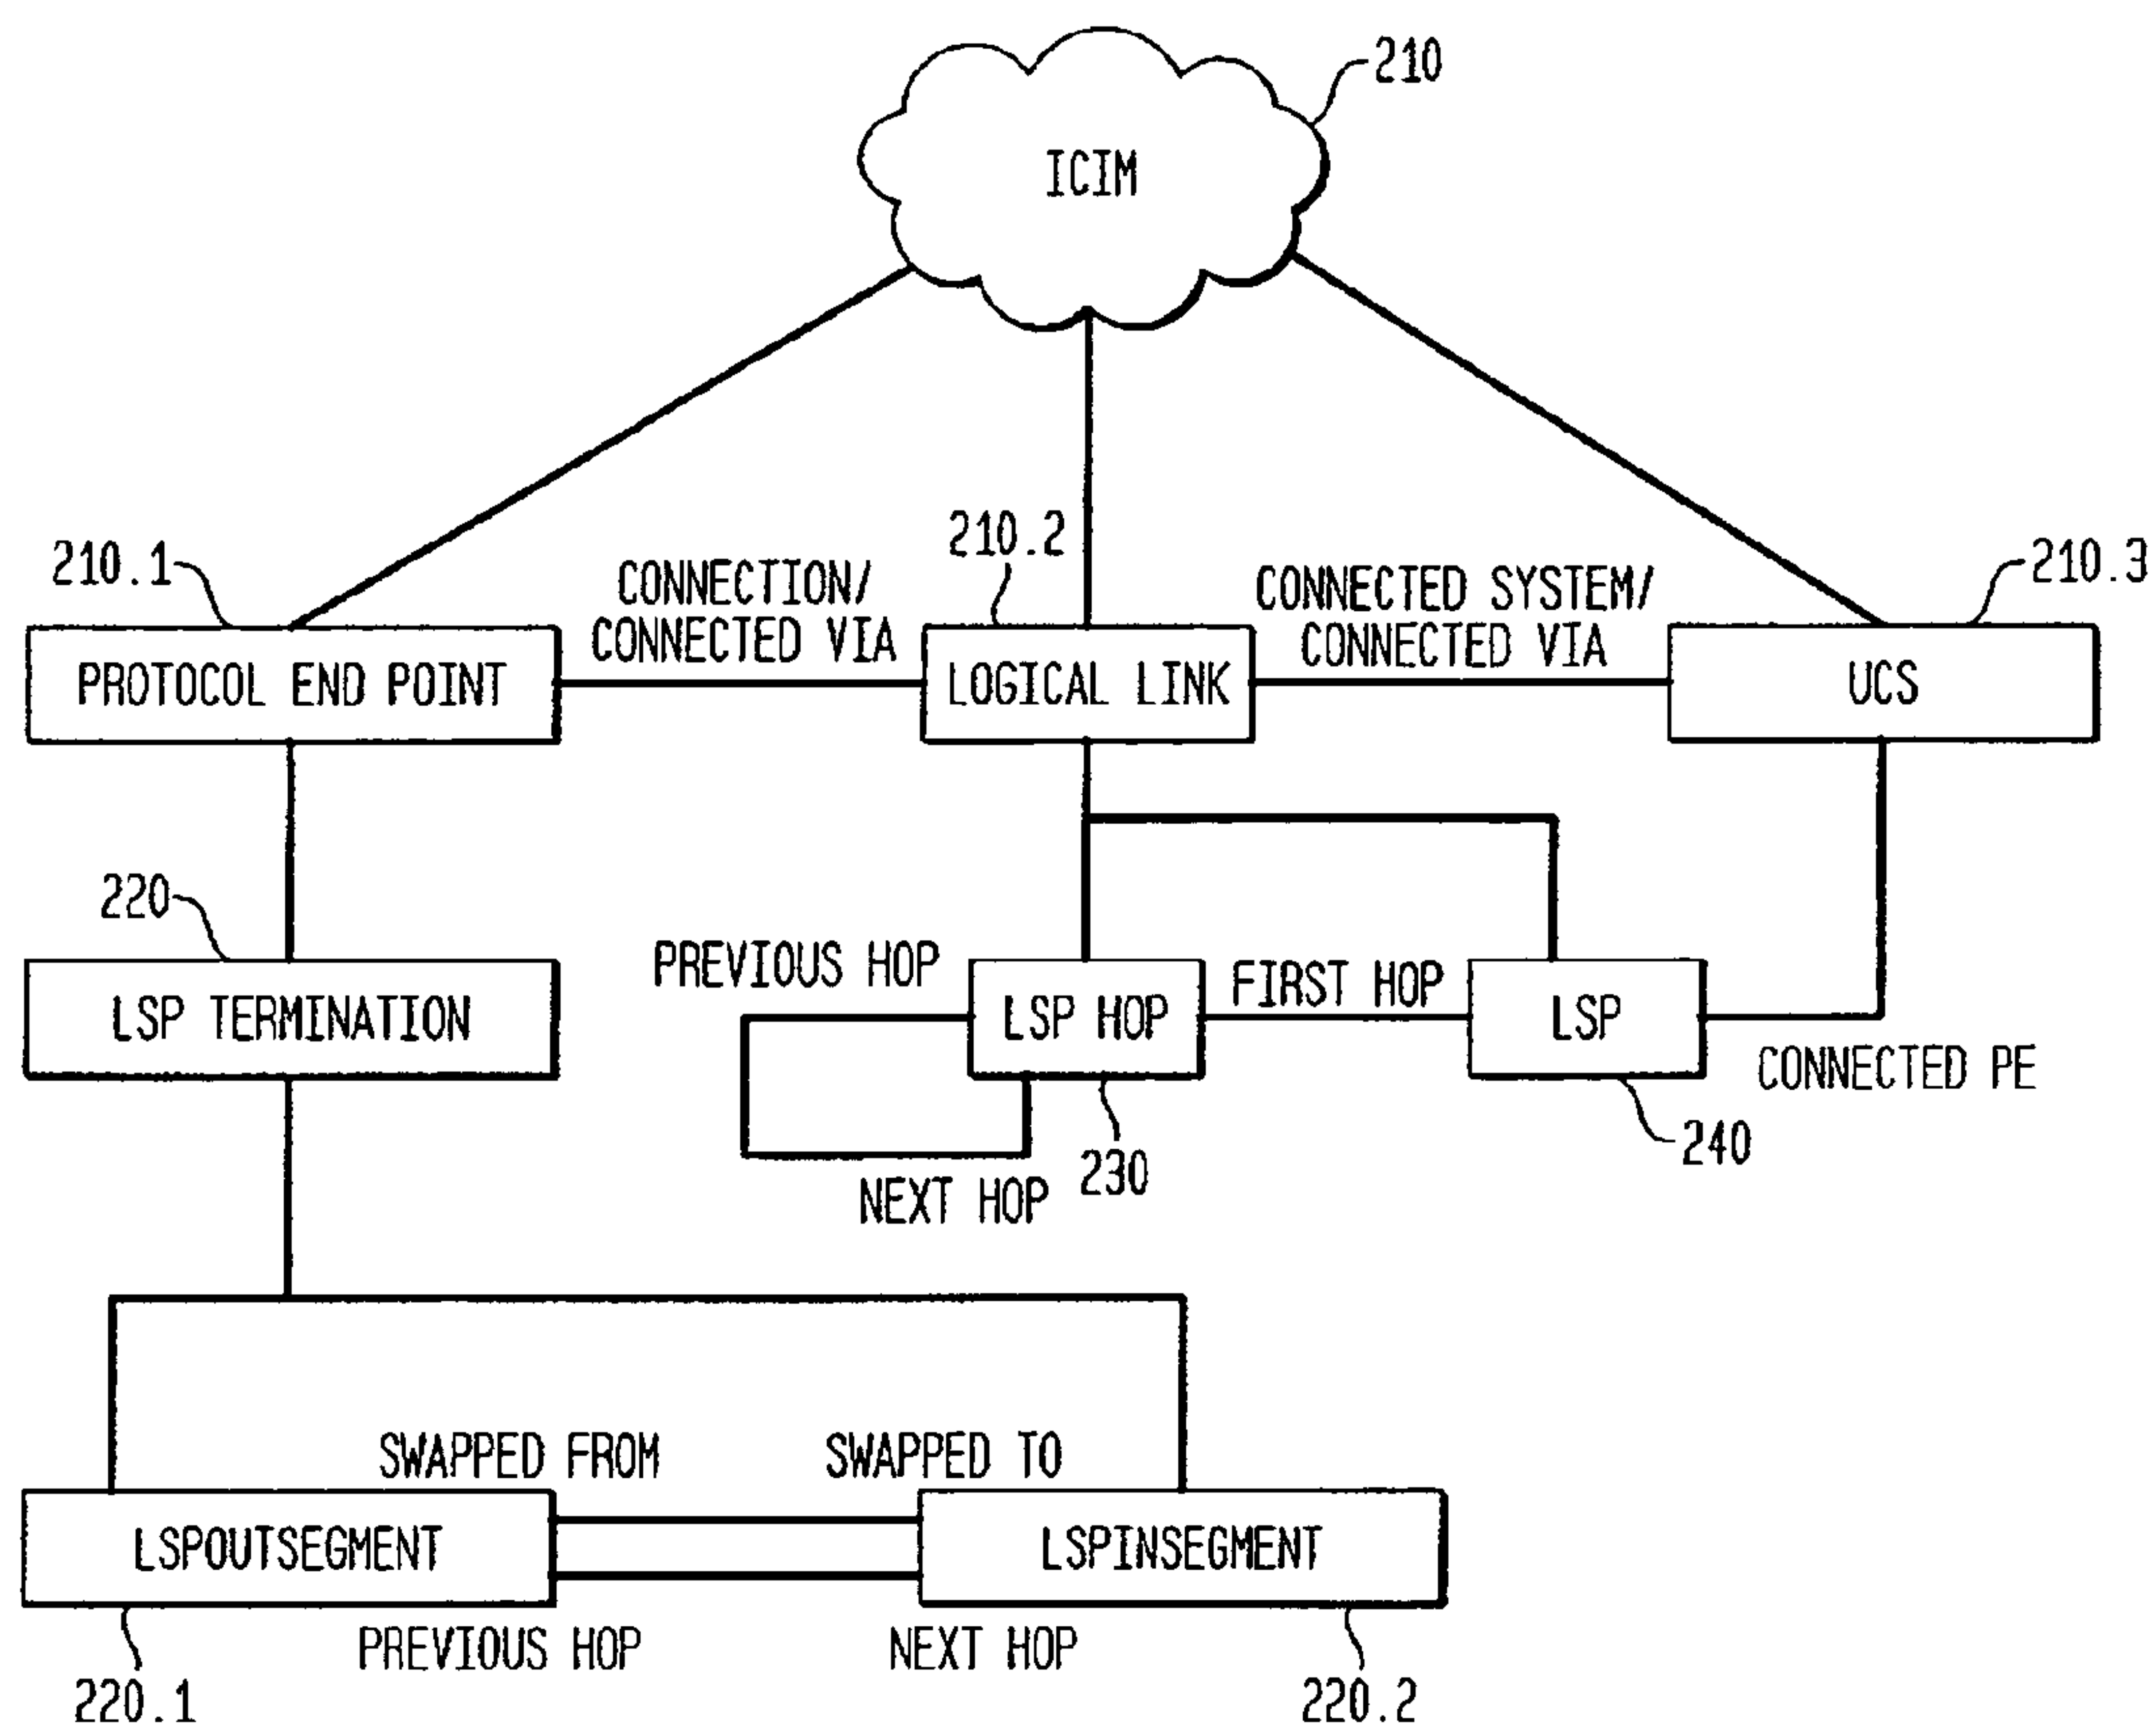 210
ICIM
210.1
CONNECTION/
CONNECTED VIA
210.2
CONNECTED SYSTEM/
CONNECTED VIA
210.3
PROTOCOL END POINT
LOGICAL LINK
UCS
220
LSP TERMINATION
PREVIOUS HOP
LSP HOP
FIRST HOP
LSP
CONNECTED PE
NEXT HOP
230
240
SWAPPED FROM
SWAPPED TO
LSPOUTSEGMENT
LSPINSEGMENT
PREVIOUS HOP
NEXT HOP
220.1
220.2